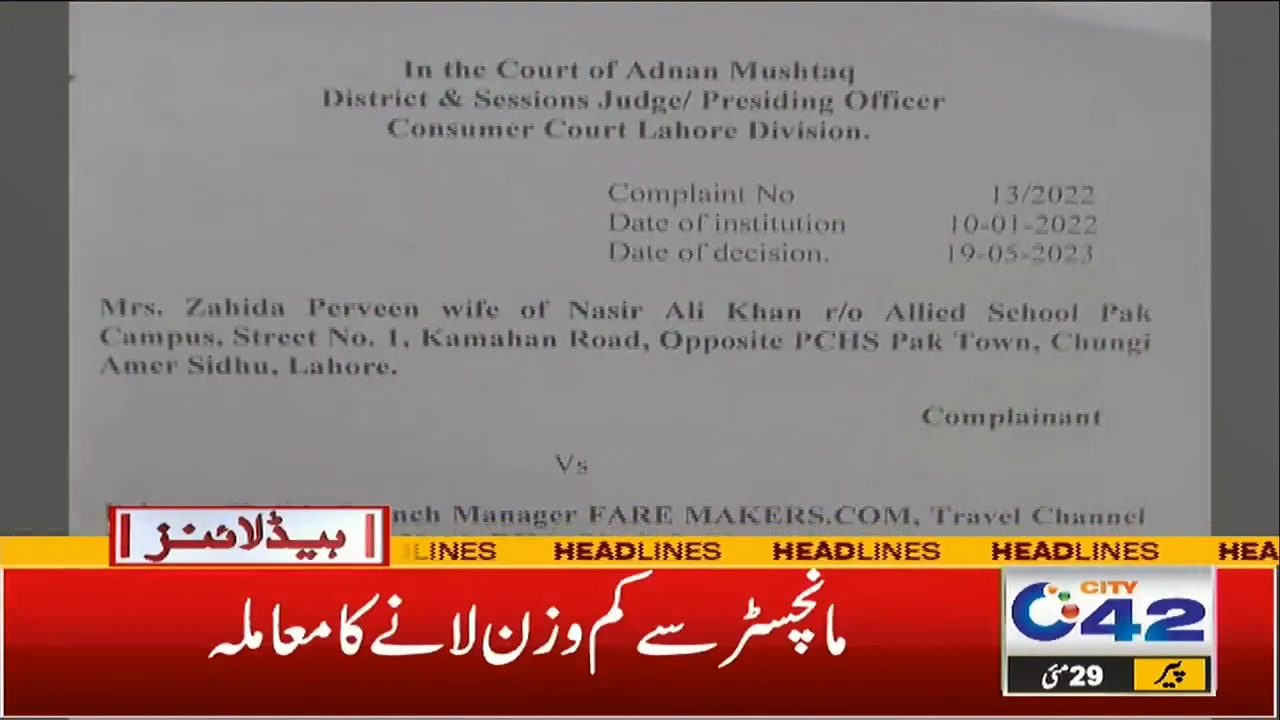 In the Court of Adnan Mushtaq
District & Sessions Judge/ Presiding Officer
Consumer Court Lahore Division.
Complaint No 13/2022
Date of institution 10-01-2022
Date of decision. 19-05-2023
Mrs. Zahida Perveen wife of Nasir Ali Khan r/o Allied School Pak
Campus, Street No. 1, Kamahan Road, Opposite PCHS Pak Town, Chungi
Amer Sidhu, Lahore.
Complainant
Vs
Manager FARE MAKERS.COM, Travel Channel
ہیڈلائنز
LINES HEADLINES HEADLINES HEADLINES HEA
مانچسٹر سے کم وزن لانے کا معاملہ
CITY
42
29 مئی
پیر